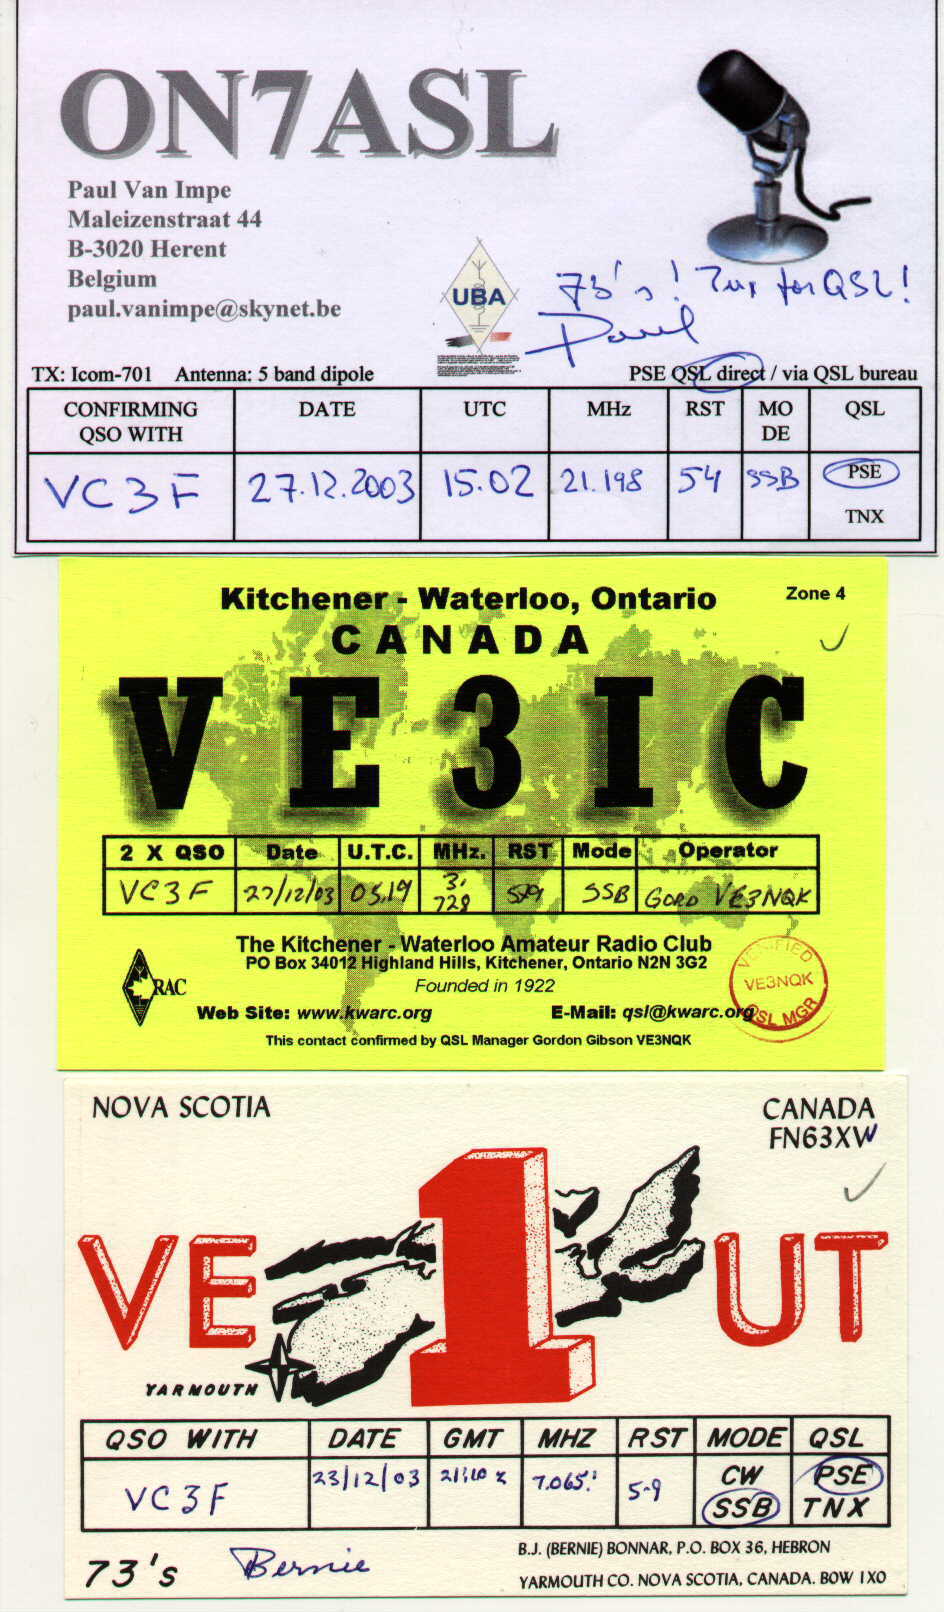 ON7ASL
Paul Van Impe
Maleizenstraat 44
B-3020 Herent
Belgium
paul.vanimpe@skynet.be
UBA
73's! Tnx for QSL!
Paul
TX: Icom-701 Antenna: 5 band dipole PSE QSL direct / via QSL bureau
CONFIRMING QSO WITH DATE UTC MHz RST MODE QSL
VC3F 27.12.2003 15.02 21.198 54 SSB PSE
TNX
Kitchener - Waterloo, Ontario Zone 4
CANADA
VE3IC
2 X QSO Date U.T.C. MHz. RST Mode Operator
VC3F 27/12/03 0519 3.728 59 SSB GORD VE3NQK
The Kitchener - Waterloo Amateur Radio Club
PO Box 34012 Highland Hills, Kitchener, Ontario N2N 3G2
RAC
Founded in 1922
VERIFIED
VE3NQK
QSL MGR
Web Site: www.kwarc.org E-Mail: qsl@kwarc.org
This contact confirmed by QSL Manager Gordon Gibson VE3NQK
NOVA SCOTIA CANADA
FN63XW
VE1UT
YARMOUTH
QSO WITH DATE GMT MHZ RST MODE QSL
VC3F 23/12/03 7.065 5-9 CW PSE
SSB TNX
73's Bernie
B.J. (BERNIE) BONNAR, P.O. BOX 36, HEBRON
YARMOUTH CO. NOVA SCOTIA, CANADA. BOW 1X0